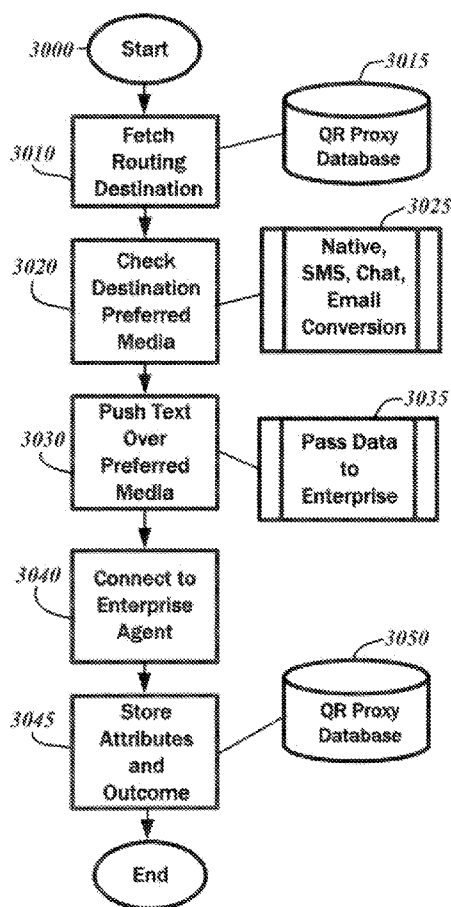 3000
Start
3015
QR Proxy
Database
3010
Fetch
Routing
Destination
3025
Native,
SMS, Chat,
Email
Conversion
3020
Check
Destination
Preferred
Media
3035
Pass Data
to
Enterprise
3030
Push Text
Over
Preferred
Media
3040
Connect to
Enterprise
Agent
3050
QR Proxy
Database
3045
Store
Attributes
and
Outcome
End